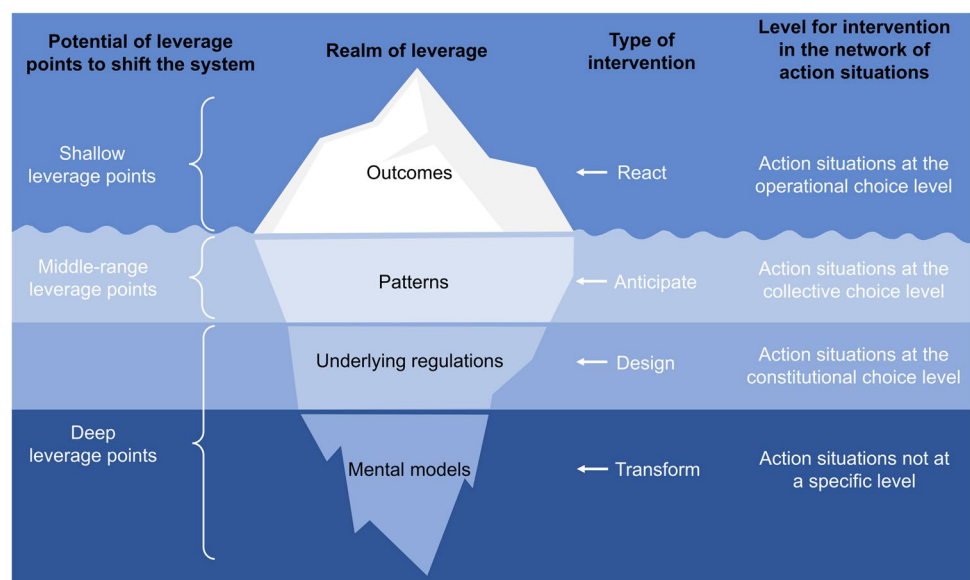 Potential of leverage
points to shift the system
Realm of leverage
Type of
intervention
Level for intervention
in the network of
action situations
Shallow
leverage points
Outcomes
React
Action situations at the
operational choice level
Middle-range
leverage points
Patterns
Anticipate
Action situations at the
collective choice level
Underlying regulations
Design
Action situations at the
constitutional choice level
Deep
leverage points
Mental models
Transform
Action situations not at
a specific level